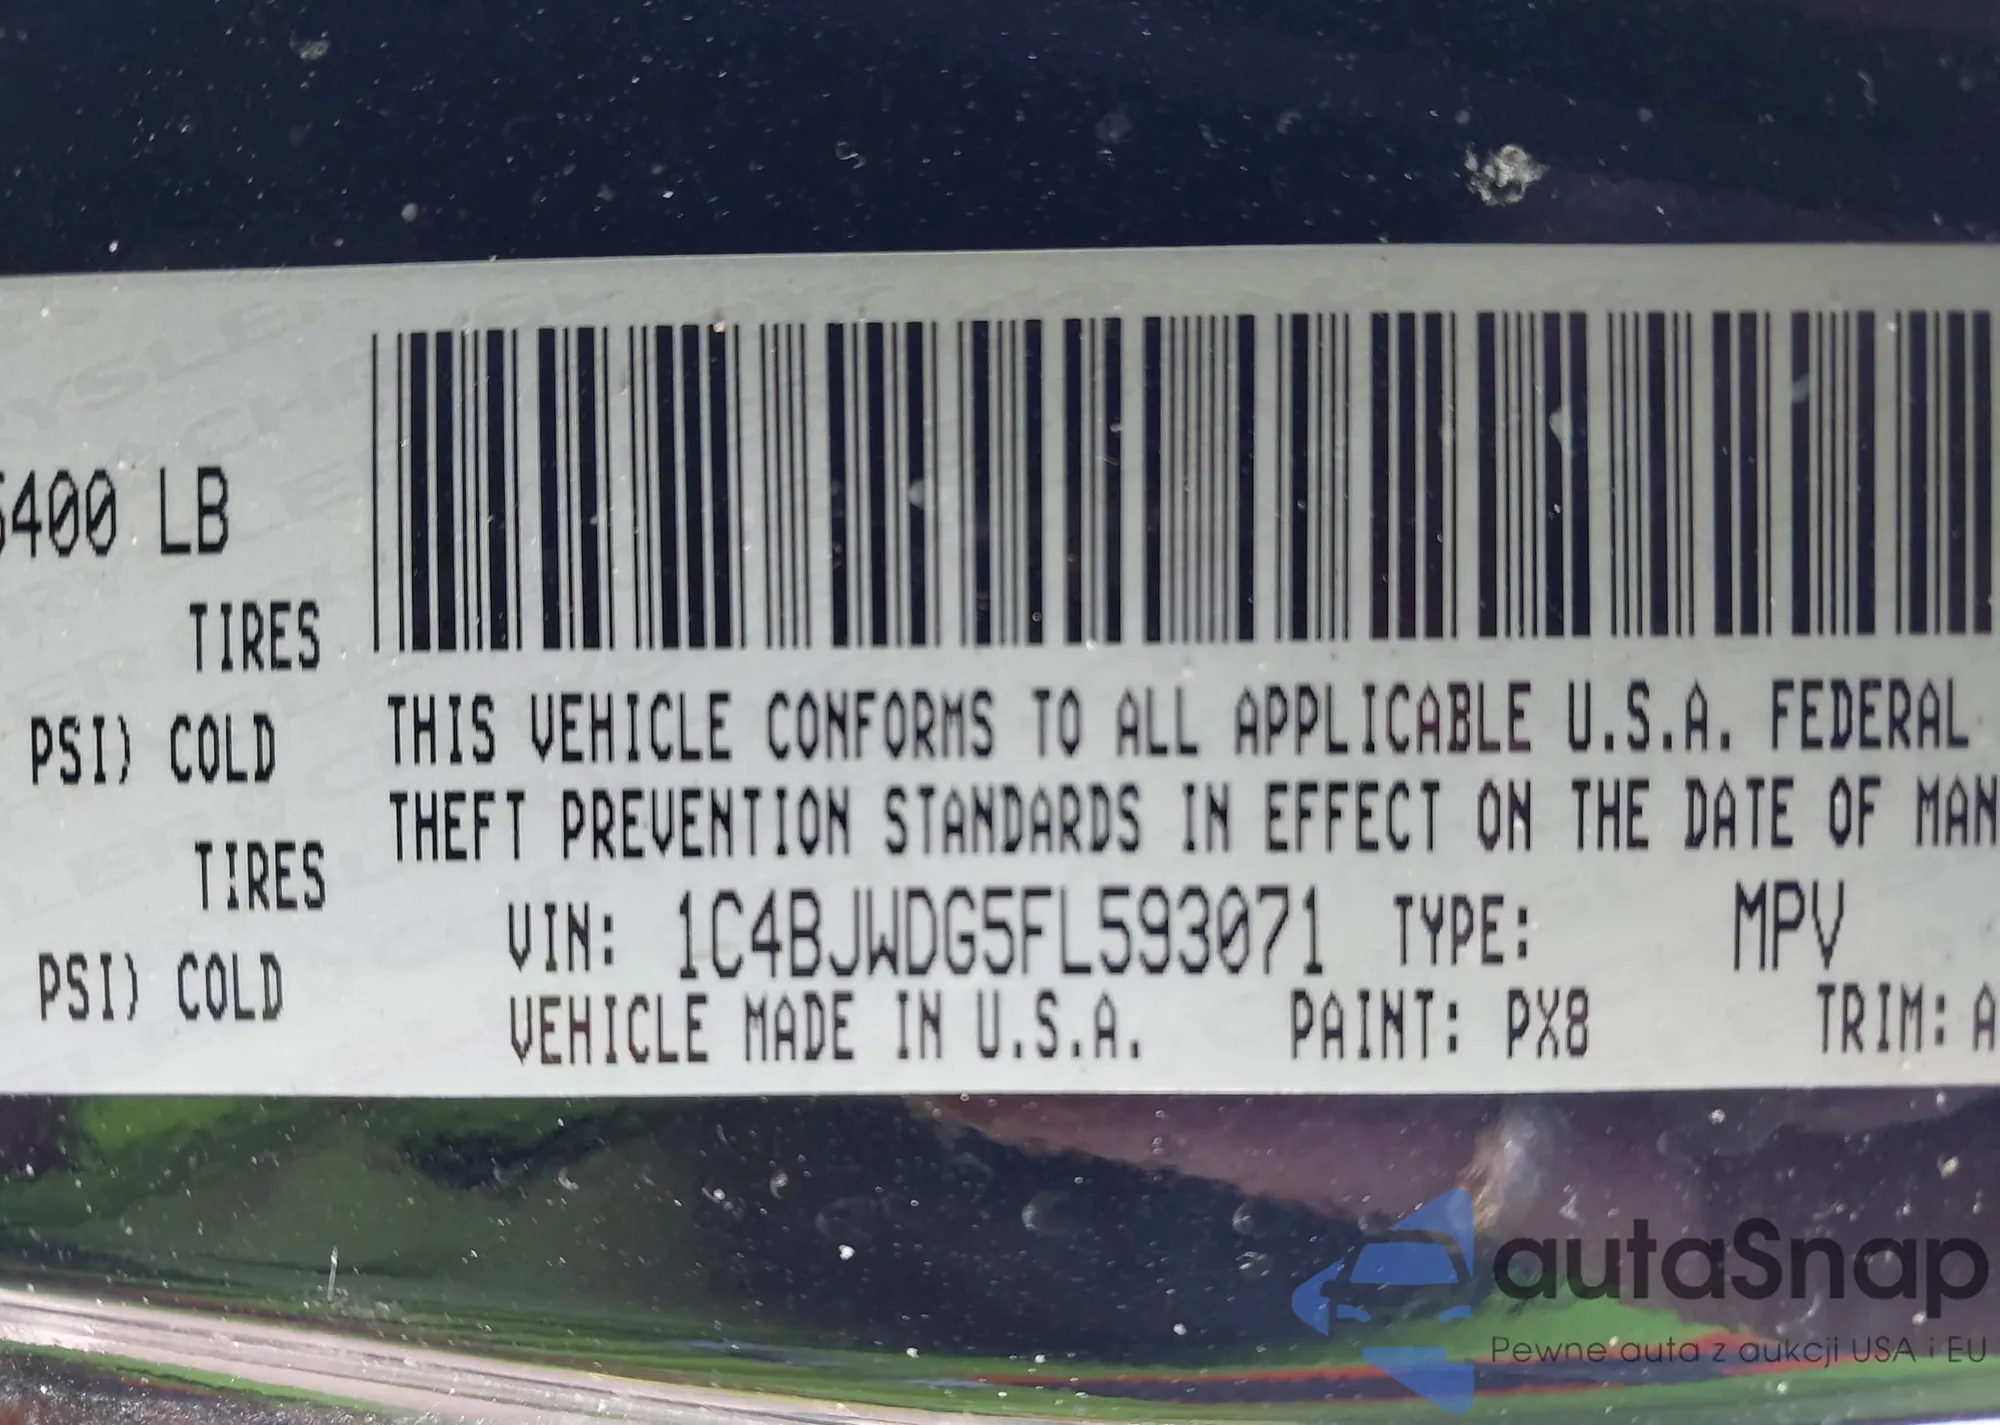 5400 LB
TIRES
PSI) COLD
TIRES
PSI) COLD
THIS VEHICLE CONFORMS TO ALL APPLICABLE U.S.A. FEDERAL
THEFT PREVENTION STANDARDS IN EFFECT ON THE DATE OF MAN
VIN: 1C4BJWDG5FL593071 TYPE: MPV
VEHICLE MADE IN U.S.A. PAINT: PX8 TRIM: A
autaSnap
Pewne auta z aukcji USA i EU